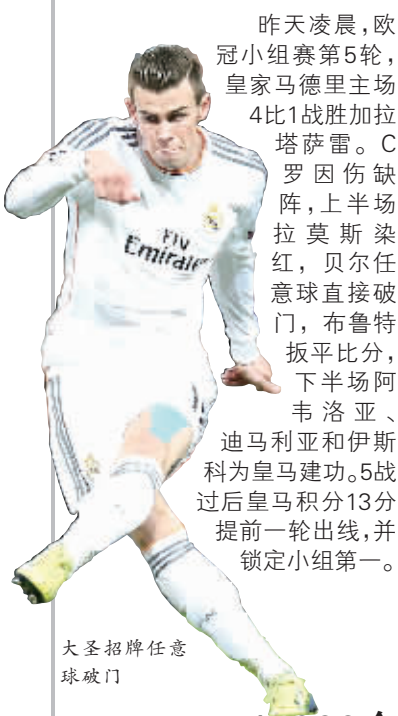 昨天凌晨，欧
冠小组赛第5轮，
皇家马德里主场
4比1战胜加拉
塔萨雷。C
罗因伤缺
阵，上半场
拉莫斯染
红，贝尔任
意球直接破
门，布鲁特
扳平比分，
下半场阿
韦洛亚、
迪马利亚和伊斯
科为皇马建功。5战
过后皇马积分13分
提前一轮出线，并
锁定小组第一。
Fly
Emirate
大圣招牌任意
球破门